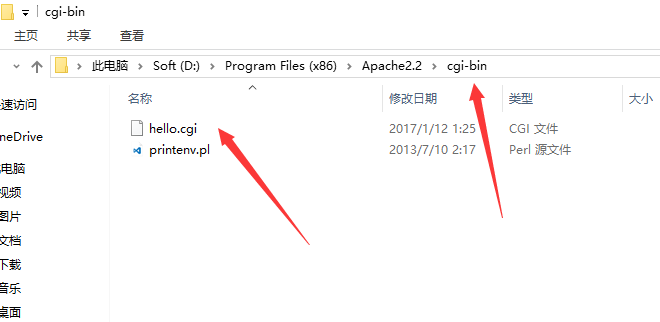 cgi-bin
主页 共享 查看
此电脑 Soft (D:) Program Files (x86) Apache2.2 cgi-bin
名称 修改日期 类型 大小
速访问
hello.cgi 2017/1/12 1:25 CGI 文件
neDrive
printenv.pl 2013/7/10 2:17 Perl 源文件
电脑
视频
图片
文档
下载
音乐
桌面